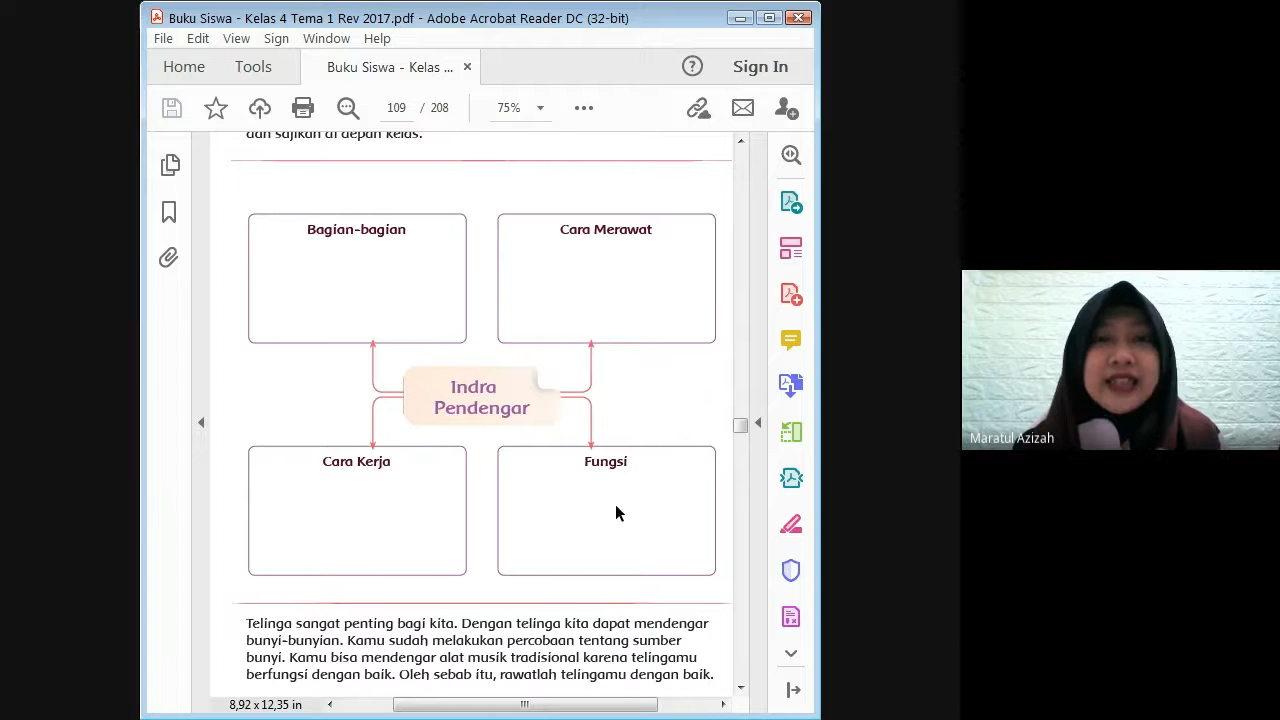 Buku Siswa - Kelas 4 Tema 1 Rev 2017.pdf - Adobe Acrobat Reader DC (32-bit)
File Edit View Sign Window Help
Home Tools Buku Siswa - Kelas ... × ? Sign In
109 / 208 75%
dan sajikan di depan kelas.
Bagian-bagian
Cara Merawat
Indra
Pendengar
Cara Kerja
Fungsi
Telinga sangat penting bagi kita. Dengan telinga kita dapat mendengar
bunyi-bunyian. Kamu sudah melakukan percobaan tentang sumber
bunyi. Kamu bisa mendengar alat musik tradisional karena telingamu
berfungsi dengan baik. Oleh sebab itu, rawatlah telingamu dengan baik.
8,92 x 12,35 in
Maratul Azizah